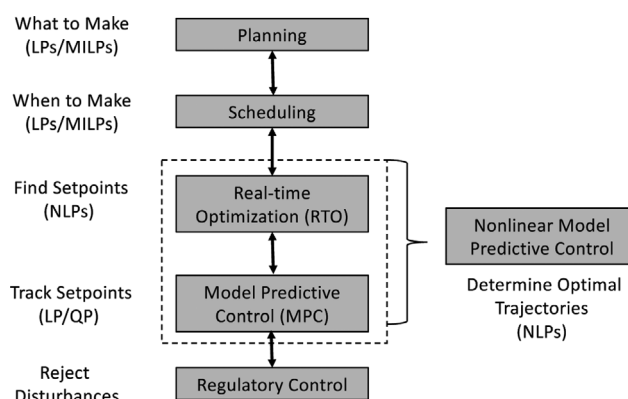 What to Make
(LPs/MILPs)
Planning
When to Make
(LPs/MILPs)
Scheduling
Find Setpoints
(NLPs)
Real-time
Optimization (RTO)
Nonlinear Model
Predictive Control
Determine Optimal
Trajectories
(NLPs)
Track Setpoints
(LP/QP)
Model Predictive
Control (MPC)
Reject
Disturbances
Regulatory Control